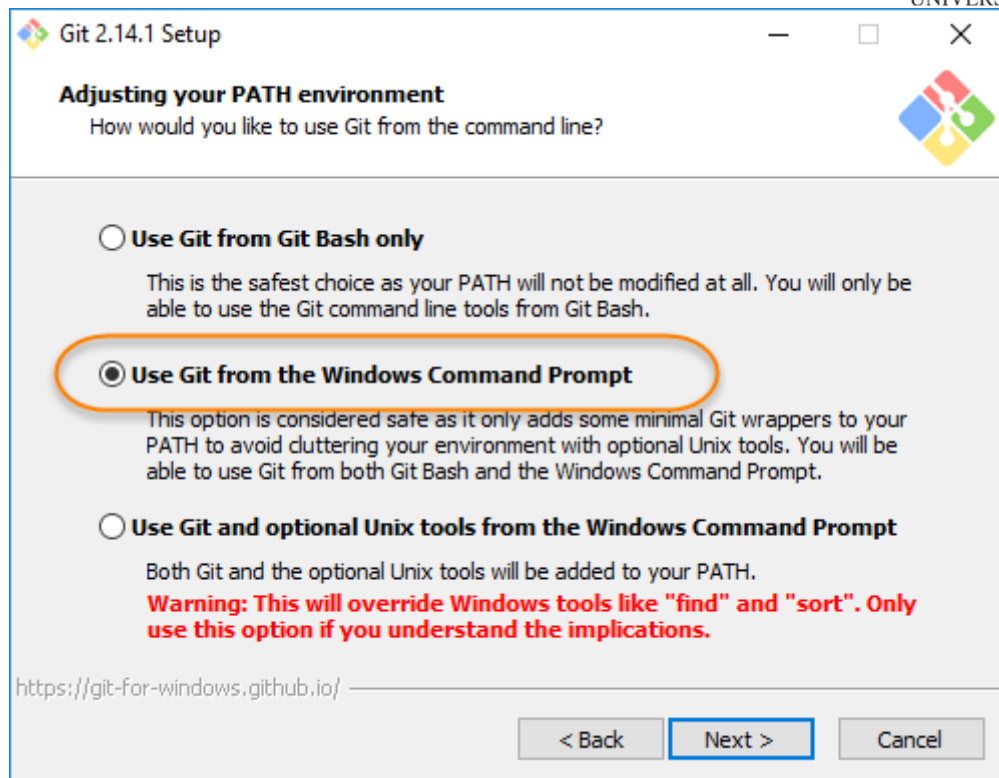 UNIVERS
Git 2.14.1 Setup
Adjusting your PATH environment
How would you like to use Git from the command line?
Use Git from Git Bash only
This is the safest choice as your PATH will not be modified at all. You will only be
able to use the Git command line tools from Git Bash.
Use Git from the Windows Command Prompt
This option is considered safe as it only adds some minimal Git wrappers to your
PATH to avoid cluttering your environment with optional Unix tools. You will be
able to use Git from both Git Bash and the Windows Command Prompt.
Use Git and optional Unix tools from the Windows Command Prompt
Both Git and the optional Unix tools will be added to your PATH.
Warning: This will override Windows tools like "find" and "sort". Only
use this option if you understand the implications.
https://git-for-windows.github.io/
< Back Next > Cancel